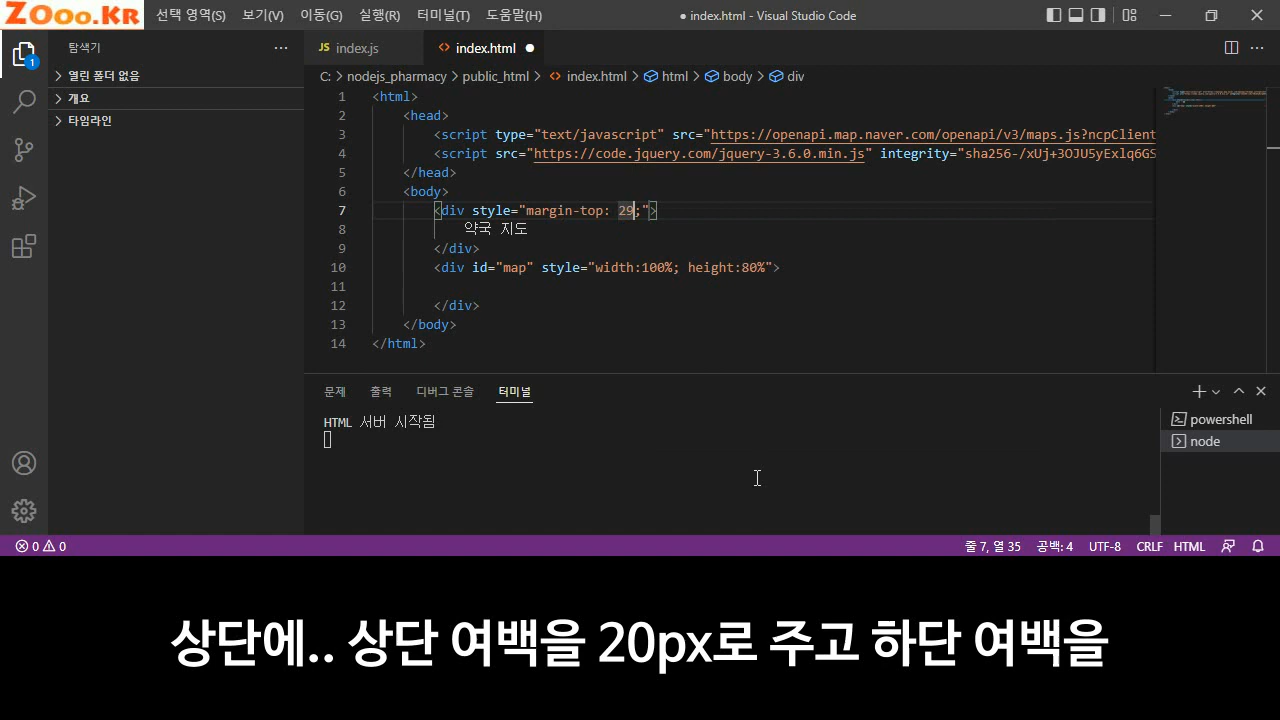 ZOoo.Kr
선택 영역(S) 보기(V) 이동(G) 실행(R) 터미널(T) 도움말(H)
● index.html - Visual Studio Code
탐색기
열린 폴더 없음
개요
타임라인
1
JS index.js
<> index.html ●
C: > nodejs_pharmacy > public_html > <> index.html > html > body > div
1 <html>
2 <head>
3 <script type="text/javascript" src="https://openapi.map.naver.com/openapi/v3/maps.js?ncpClient
4 <script src="https://code.jquery.com/jquery-3.6.0.min.js" integrity="sha256-/xUj+3OJU5yExlq6GS
5 </head>
6 <body>
7 <div style="margin-top: 29;">
8 약국 지도
9 </div>
10 <div id="map" style="width:100%; height:80%">
11
12 </div>
13 </body>
14 </html>
문제 출력 디버그 콘솔 터미널
HTML 서버 시작됨
powershell
node
0 0
줄 7, 열 35 공백: 4 UTF-8 CRLF HTML
상단에.. 상단 여백을 20px로 주고 하단 여백을